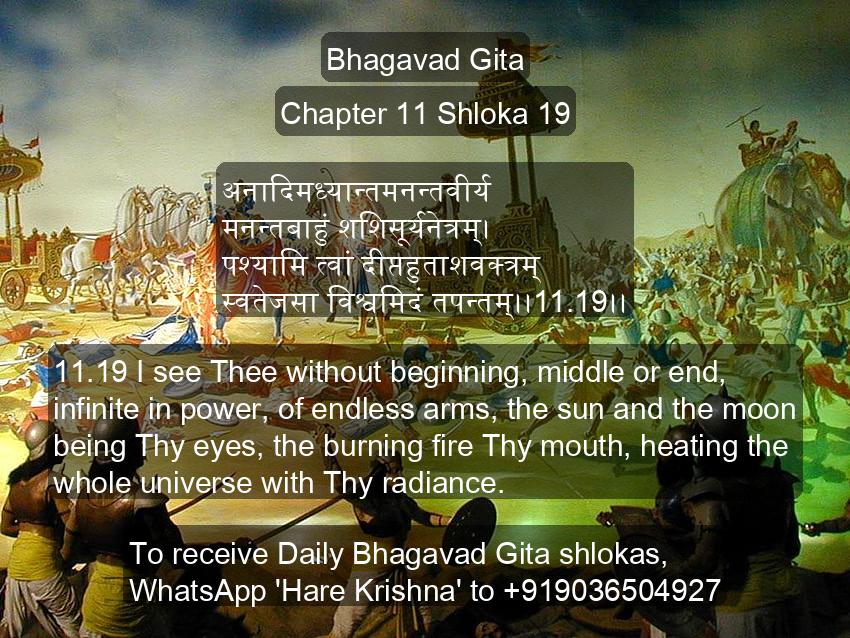 Bhagavad Gita
Chapter 11 Shloka 19
अनादिमध्यान्तमनन्तवीर्य
मनन्तबाहुं शशिसूर्यनेत्रम्।
पश्यामि त्वां दीप्तहुताशवक्त्रम्
स्वतेजसा विश्वमिदं तपन्तम्।।11.19।।
11.19 I see Thee without beginning, middle or end,
infinite in power, of endless arms, the sun and the moon
being Thy eyes, the burning fire Thy mouth, heating the
whole universe with Thy radiance.
To receive Daily Bhagavad Gita shlokas,
WhatsApp 'Hare Krishna' to +919036504927